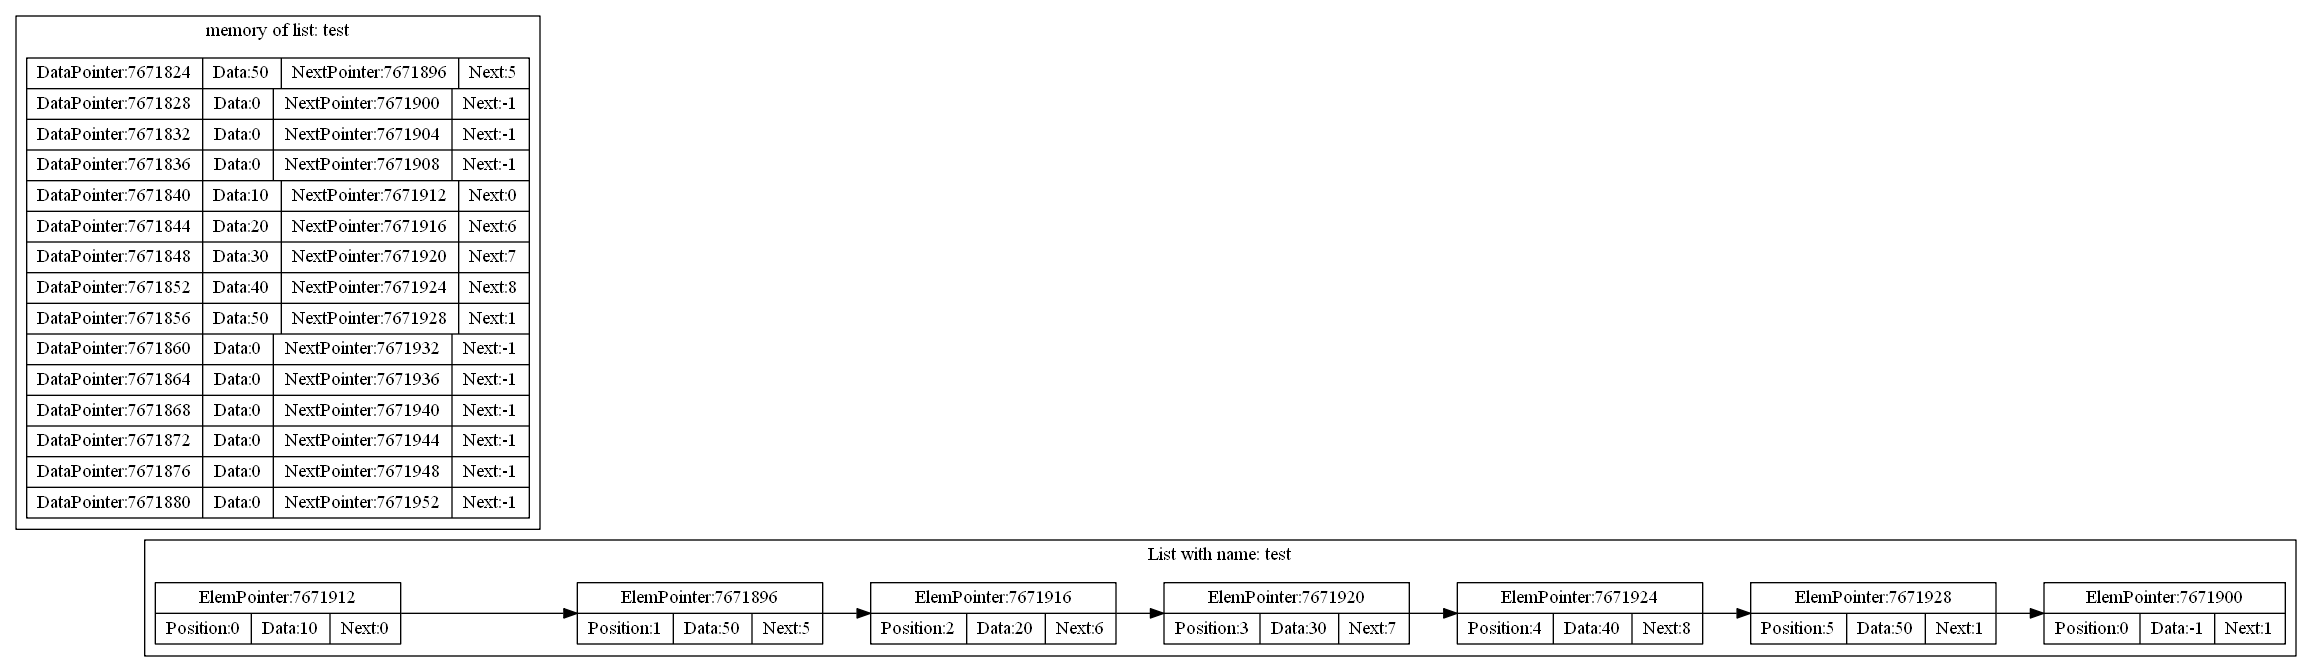 memory of list: test
DataPointer:7671824 Data:50 NextPointer:7671896 Next:5
DataPointer:7671828 Data:0 NextPointer:7671900 Next:-1
DataPointer:7671832 Data:0 NextPointer:7671904 Next:-1
DataPointer:7671836 Data:0 NextPointer:7671908 Next:-1
DataPointer:7671840 Data:10 NextPointer:7671912 Next:0
DataPointer:7671844 Data:20 NextPointer:7671916 Next:6
DataPointer:7671848 Data:30 NextPointer:7671920 Next:7
DataPointer:7671852 Data:40 NextPointer:7671924 Next:8
DataPointer:7671856 Data:50 NextPointer:7671928 Next:1
DataPointer:7671860 Data:0 NextPointer:7671932 Next:-1
DataPointer:7671864 Data:0 NextPointer:7671936 Next:-1
DataPointer:7671868 Data:0 NextPointer:7671940 Next:-1
DataPointer:7671872 Data:0 NextPointer:7671944 Next:-1
DataPointer:7671876 Data:0 NextPointer:7671948 Next:-1
DataPointer:7671880 Data:0 NextPointer:7671952 Next:-1
List with name: test
ElemPointer:7671912
Position:0 Data:10 Next:0
ElemPointer:7671896
Position:1 Data:50 Next:5
ElemPointer:7671916
Position:2 Data:20 Next:6
ElemPointer:7671920
Position:3 Data:30 Next:7
ElemPointer:7671924
Position:4 Data:40 Next:8
ElemPointer:7671928
Position:5 Data:50 Next:1
ElemPointer:7671900
Position:0 Data:-1 Next:1